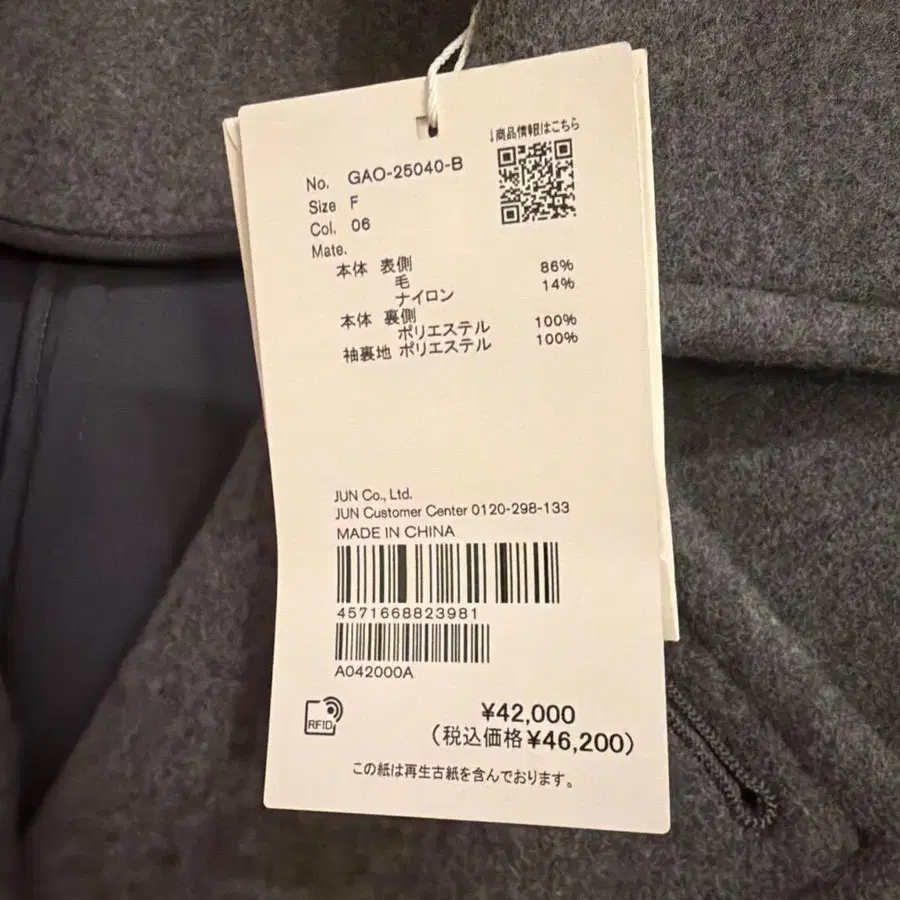 ↓商品情報はこちら
No. GAO-25040-B
Size F
Col. 06
Mate.
本体 表側
毛 86%
ナイロン 14%
本体 裏側
ポリエステル 100%
袖裏地 ポリエステル 100%
JUN Co., Ltd.
JUN Customer Center 0120-298-133
MADE IN CHINA
4571668823981
A042000A
RFID
¥42,000
(税込価格¥46,200)
この紙は再生古紙を含んでおります。